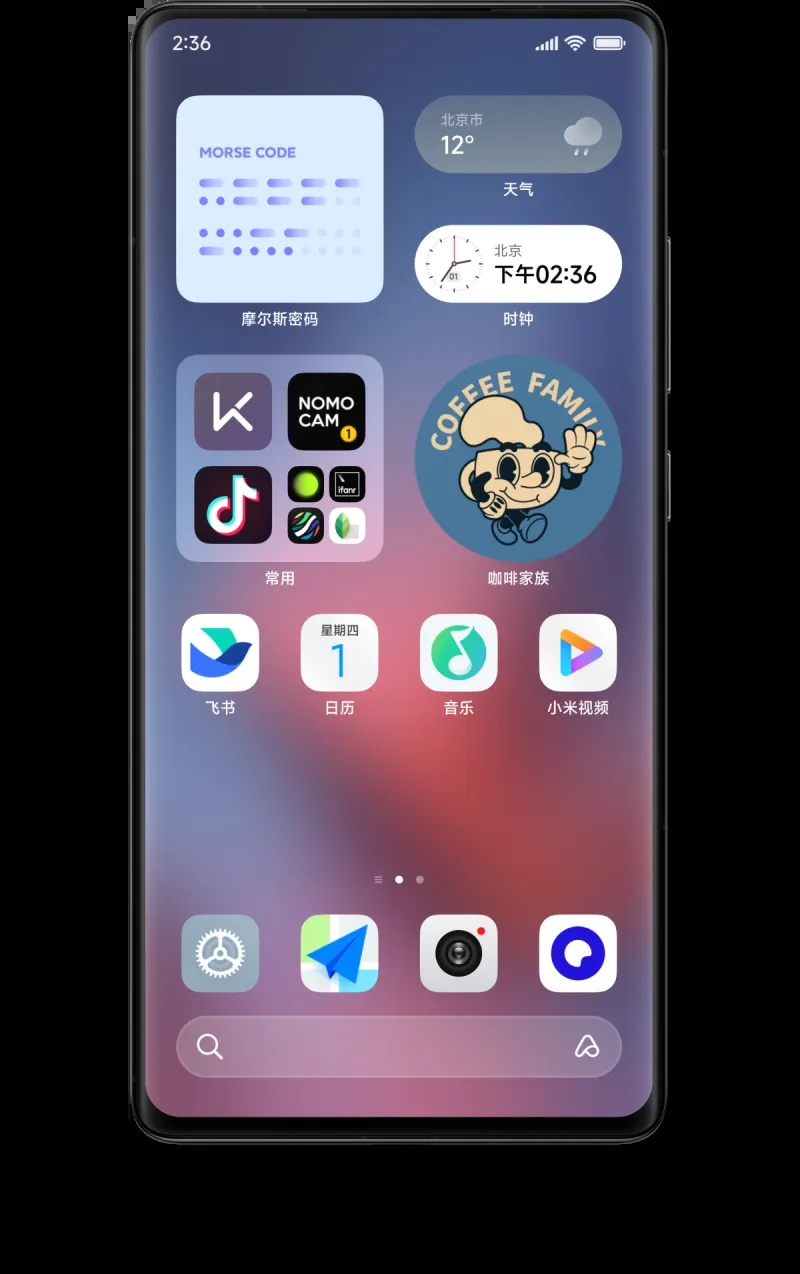 2:36
MORSE CODE
摩尔斯密码
北京市
12°
天气
01
北京
下午02:36
时钟
NOMO
CAM
1
ifanr
常用
COFFEE FAMILY
咖啡家族
飞书
星期四
1
日历
音乐
小米视频